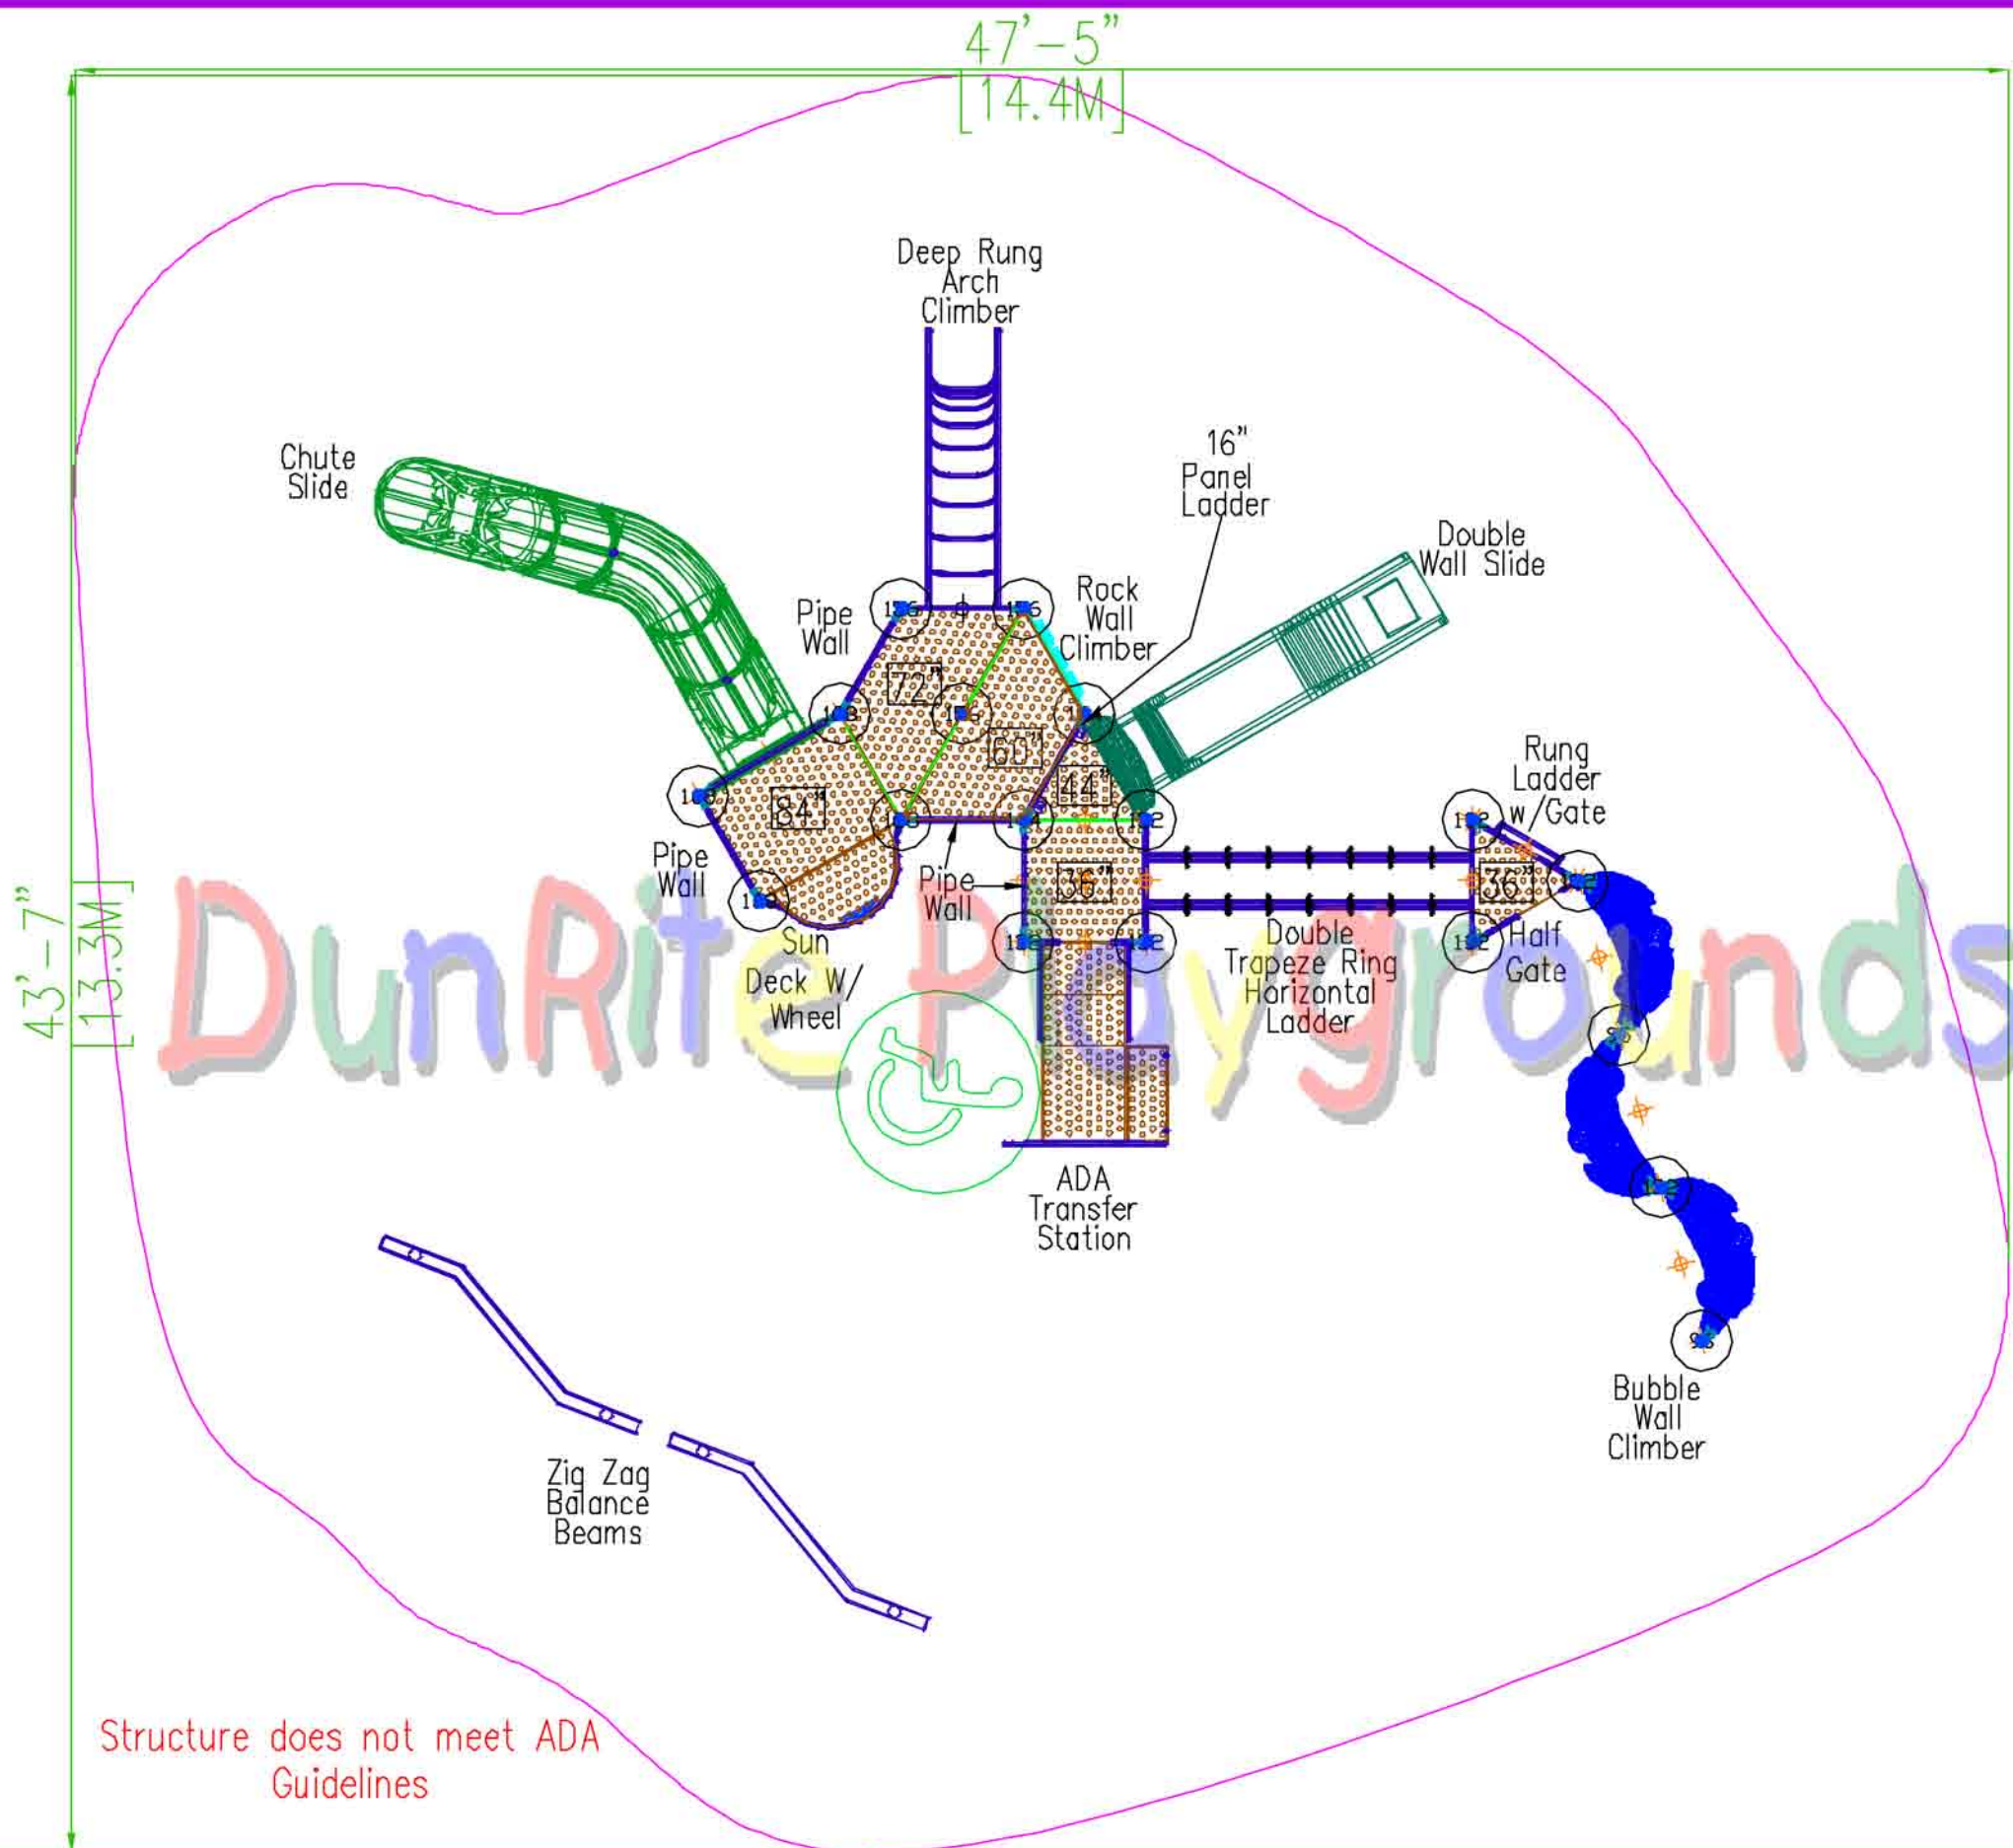 47'-5"
[14.4M]
Deep Rung
Arch
Climber
16"
Panel
Ladder
Chute
Slide
Double
Wall Slide
Rock
Wall
Climber
Pipe
Wall
72"
60"
44"
84"
Rung
Ladder
w/Gate
Pipe
Wall
Pipe
Wall
36"
36"
Sun
Deck W/
Wheel
Double
Trapeze Ring
Horizontal
Ladder
Half
Gate
43'-7"
[13.3M]
DunRite Playgrounds
ADA
Transfer
Station
Bubble
Wall
Climber
Zig Zag
Balance
Beams
Structure does not meet ADA
Guidelines